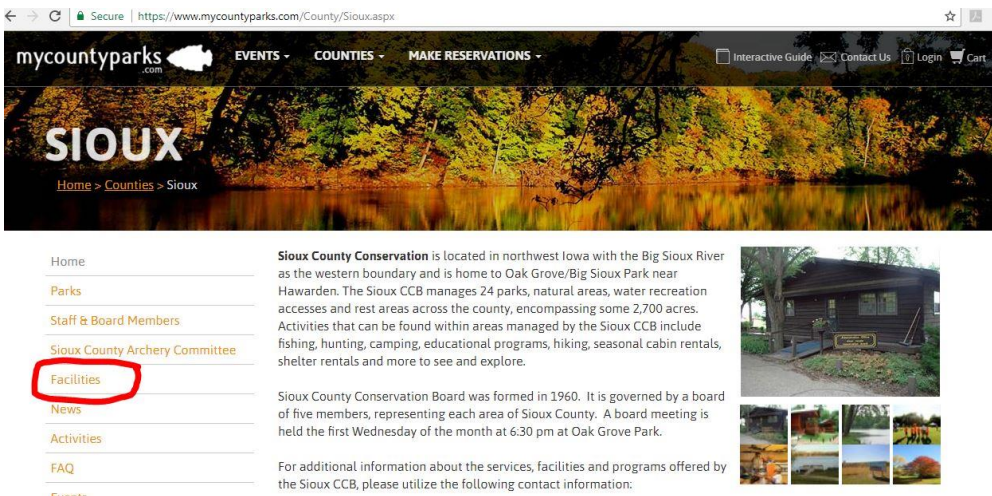 Secure | https://www.mycountyparks.com/County/Sioux.aspx
mycountyparks
.com
EVENTS
COUNTIES
MAKE RESERVATIONS
Interactive Guide
Contact Us
Login
Cart
SIOUX
Home > Counties > Sioux
Home
Parks
Staff & Board Members
Sioux County Archery Committee
Facilities
News
Activities
FAQ
Events
Sioux County Conservation is located in northwest Iowa with the Big Sioux River
as the western boundary and is home to Oak Grove/Big Sioux Park near
Hawarden. The Sioux CCB manages 24 parks, natural areas, water recreation
accesses and rest areas across the county, encompassing some 2,700 acres.
Activities that can be found within areas managed by the Sioux CCB include
fishing, hunting, camping, educational programs, hiking, seasonal cabin rentals,
shelter rentals and more to see and explore.
Sioux County Conservation Board was formed in 1960. It is governed by a board
of five members, representing each area of Sioux County. A board meeting is
held the first Wednesday of the month at 6:30 pm at Oak Grove Park.
For additional information about the services, facilities and programs offered by
the Sioux CCB, please utilize the following contact information: